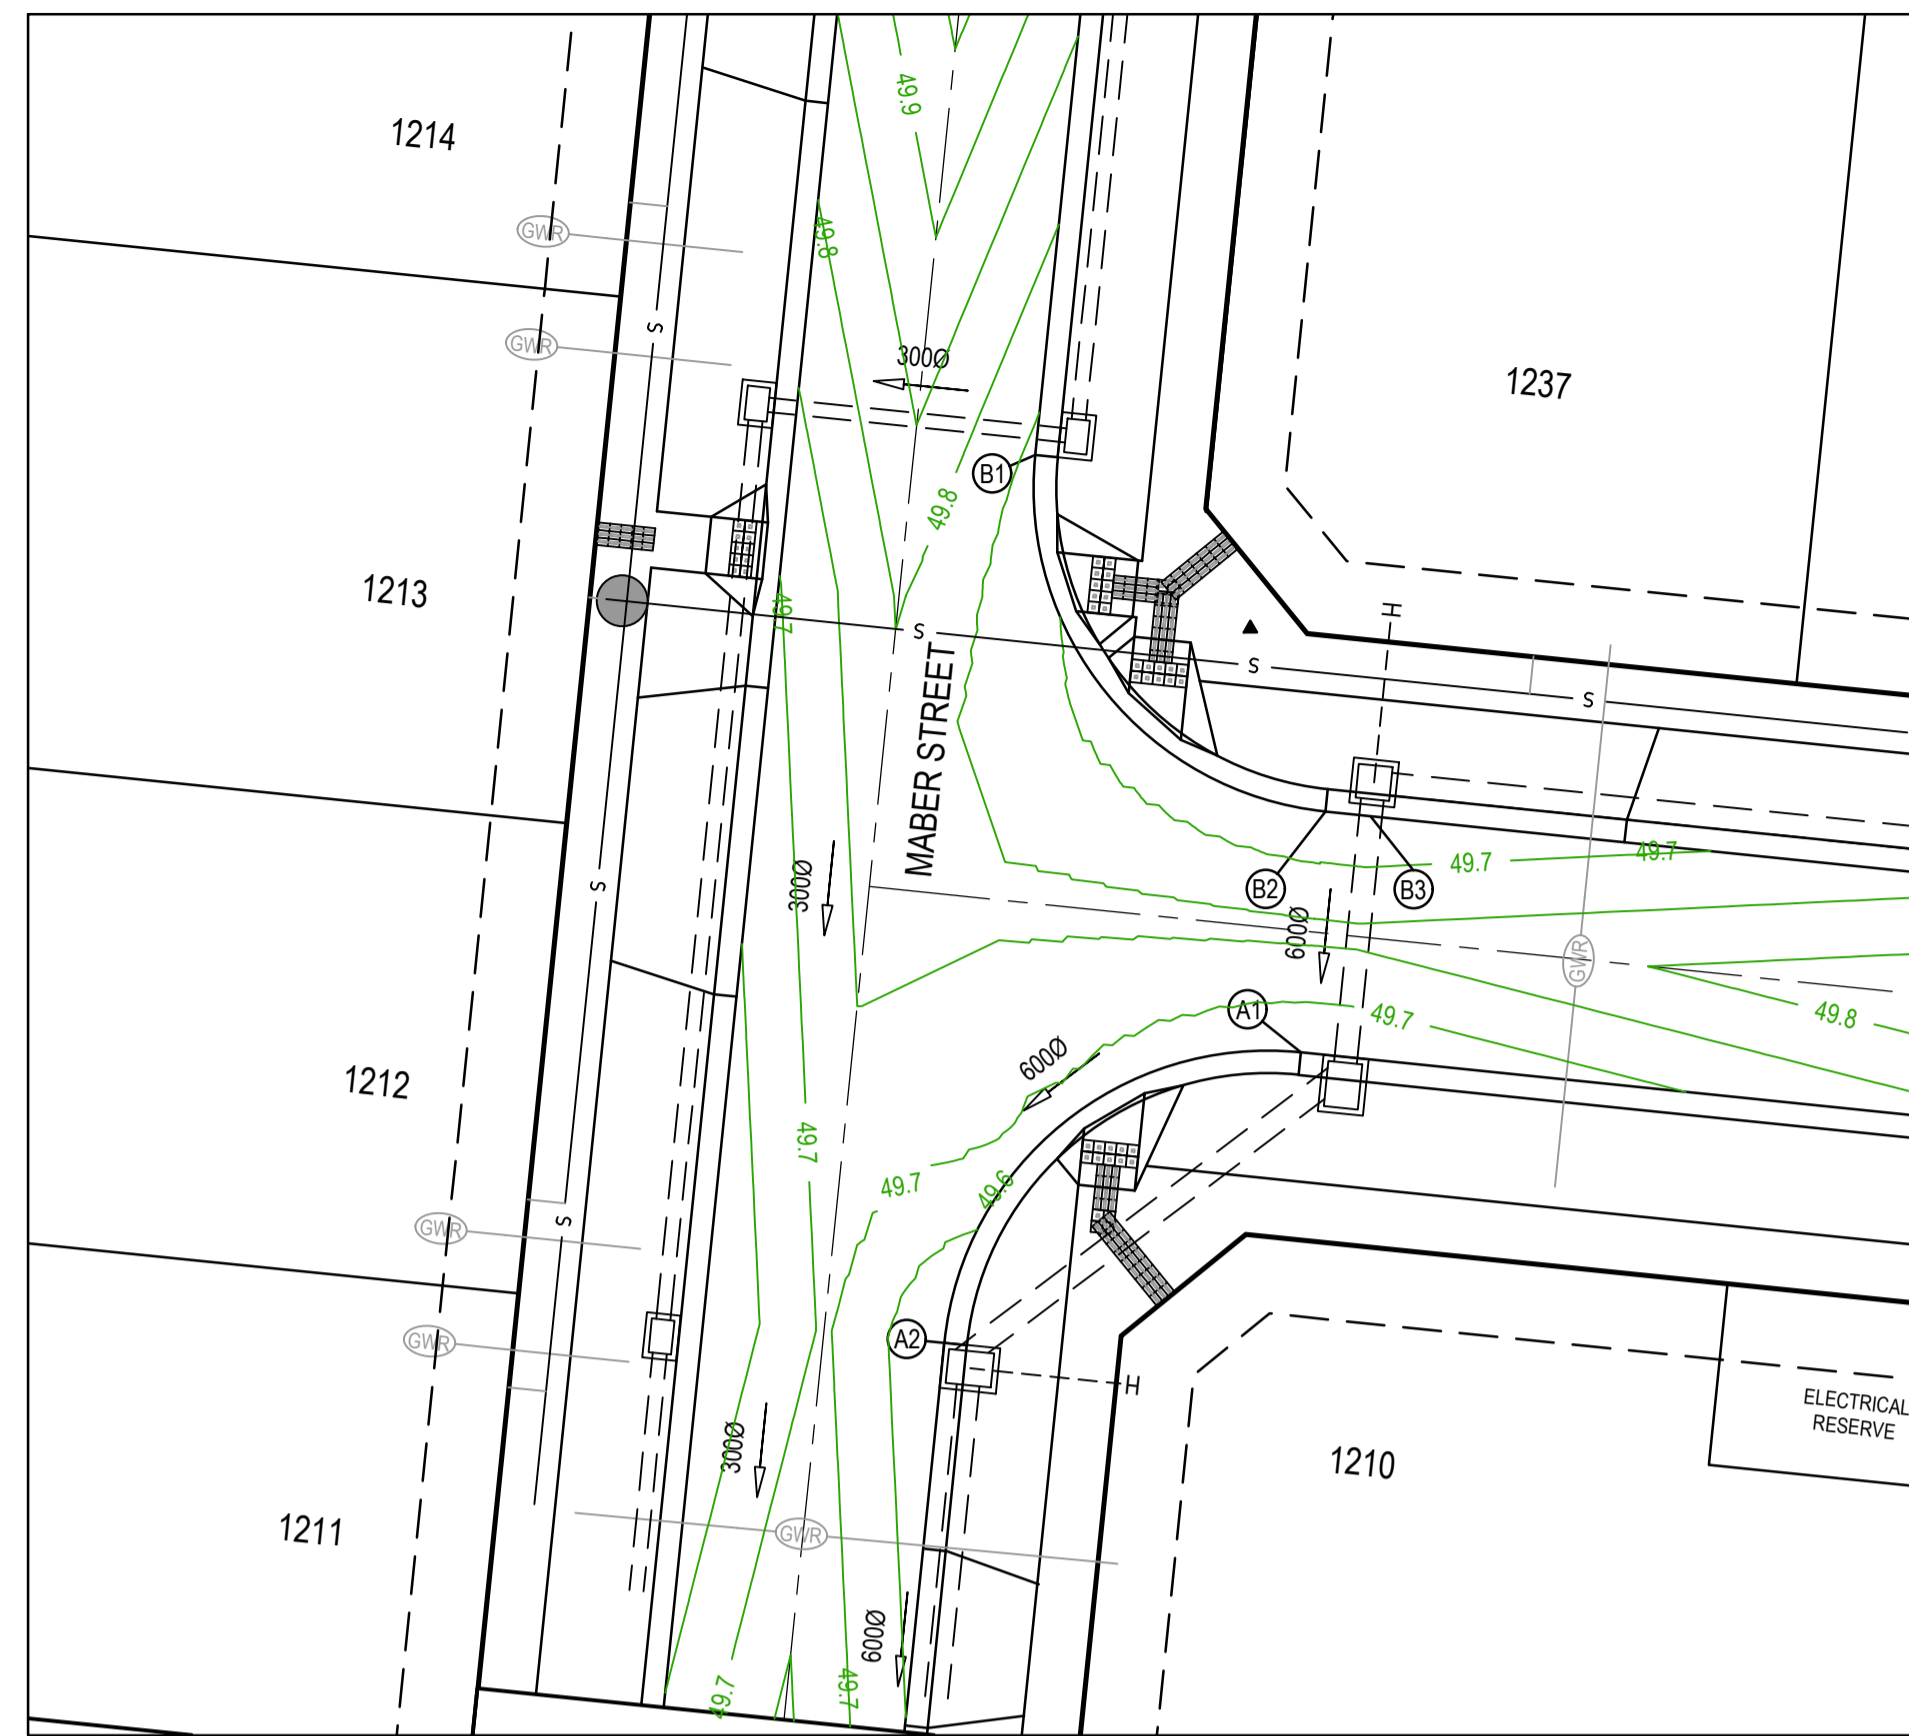 1214
49.9
GWR
49.8
S
GWR
300Ø
1237
B1
49.8
H
1213
49.7
S
S
S
MABER STREET
300Ø
S
49.7
49.7
B2
B3
600Ø
GWR
A1
49.7
49.8
600Ø
1212
49.7
49.7
49.6
S
GWR
GWR
A2
H
ELECTRICAL
RESERVE
300Ø
1210
1211
GWR
600Ø
49.7
49.7